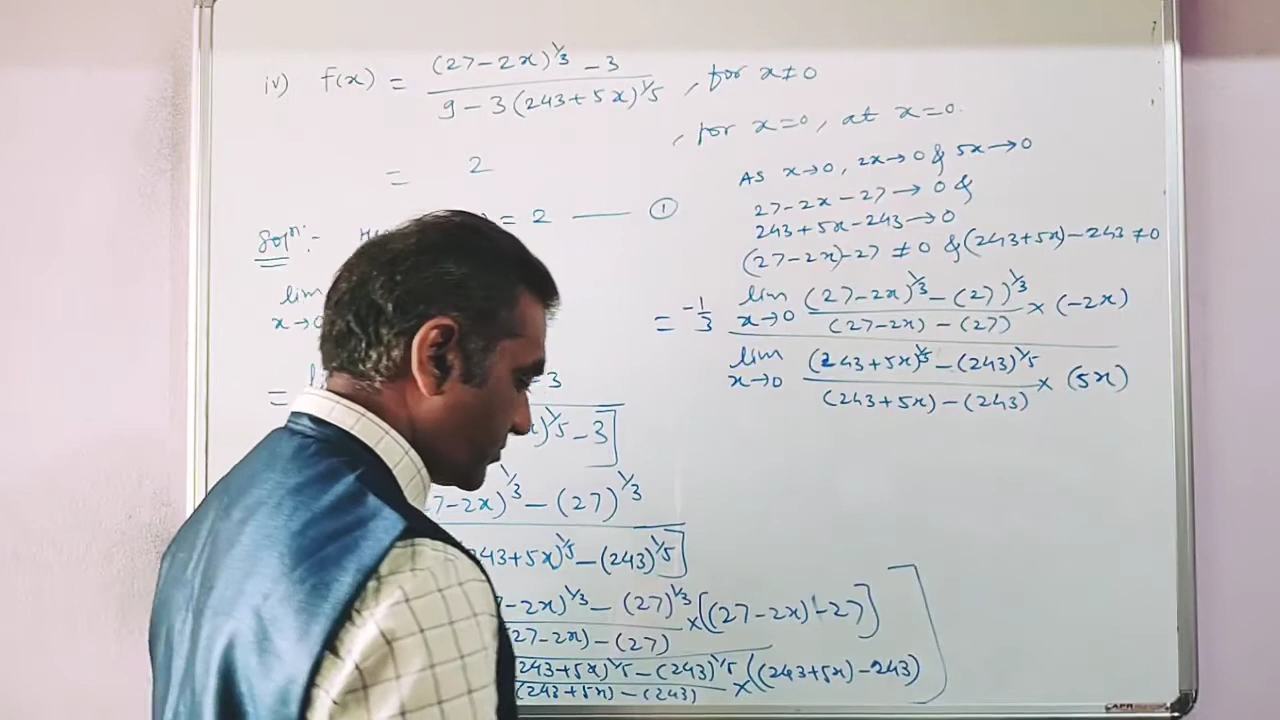 iv) f(x) = (27-2x)^1/3 - 3 / 9 - 3(243+5x)^1/5 , for x≠0
= 2 , for x=0, at x=0.
Sol^n:- = 2 —— ①
lim x→0
= 3
x)^1/5 - 3]
27-2x)^1/3 - (27)^1/3
243+5x)^1/5 - (243)^1/5]
-2x)^1/3 - (27)^1/3 / (27-2x) - (27) × [(27-2x) - 27]
243+5x)^1/5 - (243)^1/5 / (243+5x) - (243) × ((243+5x) - 243)
As x→0, 2x→0 & 5x→0
27-2x-27→0 &
243+5x-243→0
(27-2x)-27 ≠0 & (243+5x)-243 ≠0
= -1/3 lim x→0 (27-2x)^1/3 - (27)^1/3 / (27-2x) - (27) × (-2x)
lim x→0 (243+5x)^1/5 - (243)^1/5 / (243+5x) - (243) × (5x)